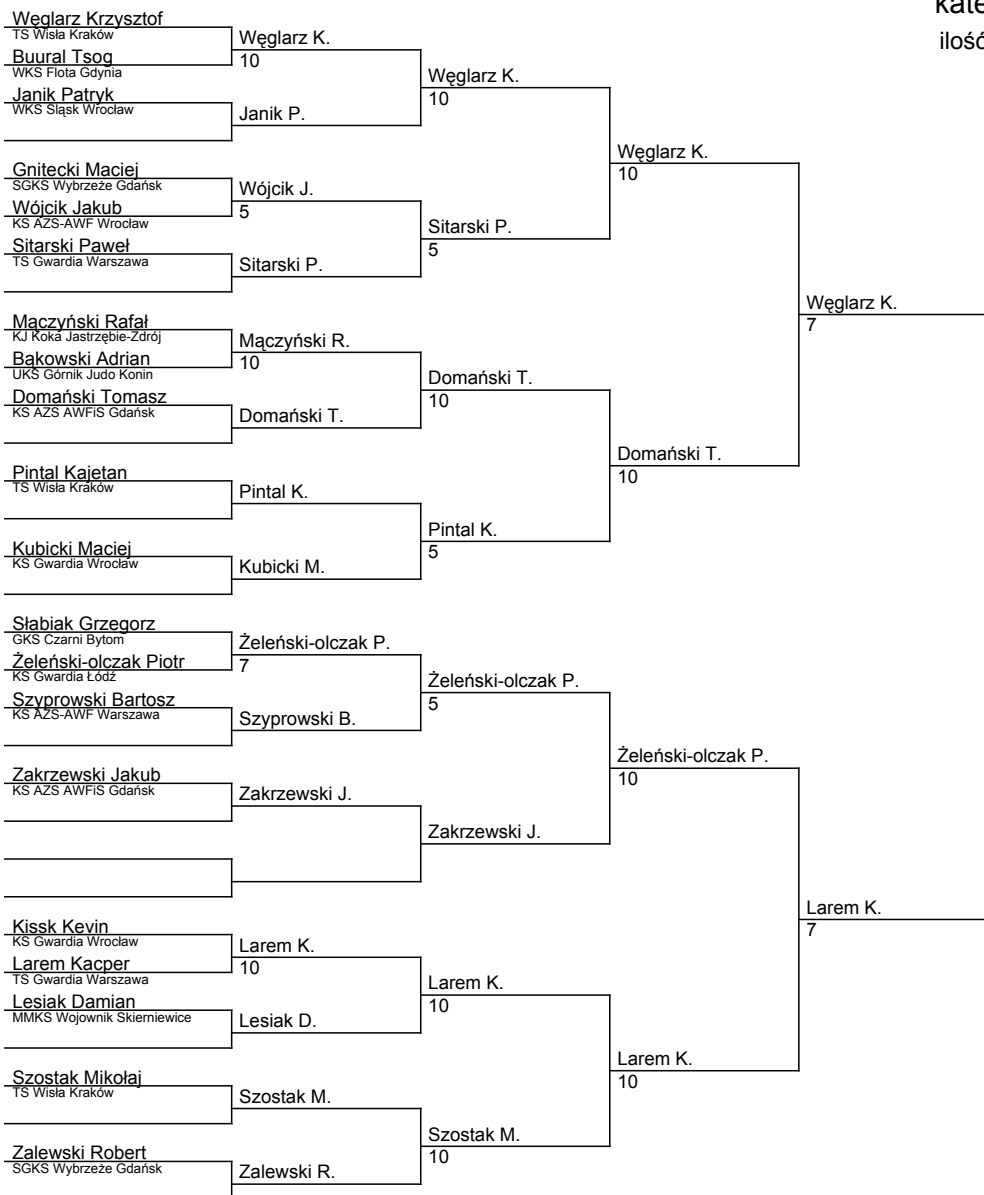 kate
ilość
Węglarz Krzysztof
TS Wisła Kraków
Buural Tsog
WKS Flota Gdynia
Janik Patryk
WKS Śląsk Wrocław
Gnitecki Maciej
SGKS Wybrzeże Gdańsk
Wójcik Jakub
KS AZS-AWF Wrocław
Sitarski Paweł
TS Gwardia Warszawa
Mączyński Rafał
KJ Koka Jastrzębie-Zdrój
Bąkowski Adrian
UKS Górnik Judo Konin
Domański Tomasz
KS AZS AWFiS Gdańsk
Pintal Kajetan
TS Wisła Kraków
Kubicki Maciej
KS Gwardia Wrocław
Słabiak Grzegorz
GKS Czarni Bytom
Żeleński-olczak Piotr
KS Gwardia Łódź
Szyprowski Bartosz
KS AZS-AWF Warszawa
Zakrzewski Jakub
KS AZS AWFiS Gdańsk
Kissk Kevin
KS Gwardia Wrocław
Larem Kacper
TS Gwardia Warszawa
Lesiak Damian
MMKS Wojownik Skierniewice
Szostak Mikołaj
TS Wisła Kraków
Zalewski Robert
SGKS Wybrzeże Gdańsk
Węglarz K.
10
Janik P.
Wójcik J.
5
Sitarski P.
Mączyński R.
10
Domański T.
Pintal K.
Kubicki M.
Żeleński-olczak P.
7
Szyprowski B.
Zakrzewski J.
Larem K.
10
Lesiak D.
Szostak M.
Zalewski R.
Węglarz K.
10
Sitarski P.
5
Domański T.
10
Pintal K.
5
Żeleński-olczak P.
5
Zakrzewski J.
Larem K.
10
Szostak M.
10
Węglarz K.
10
Domański T.
10
Żeleński-olczak P.
10
Larem K.
10
Węglarz K.
7
Larem K.
7